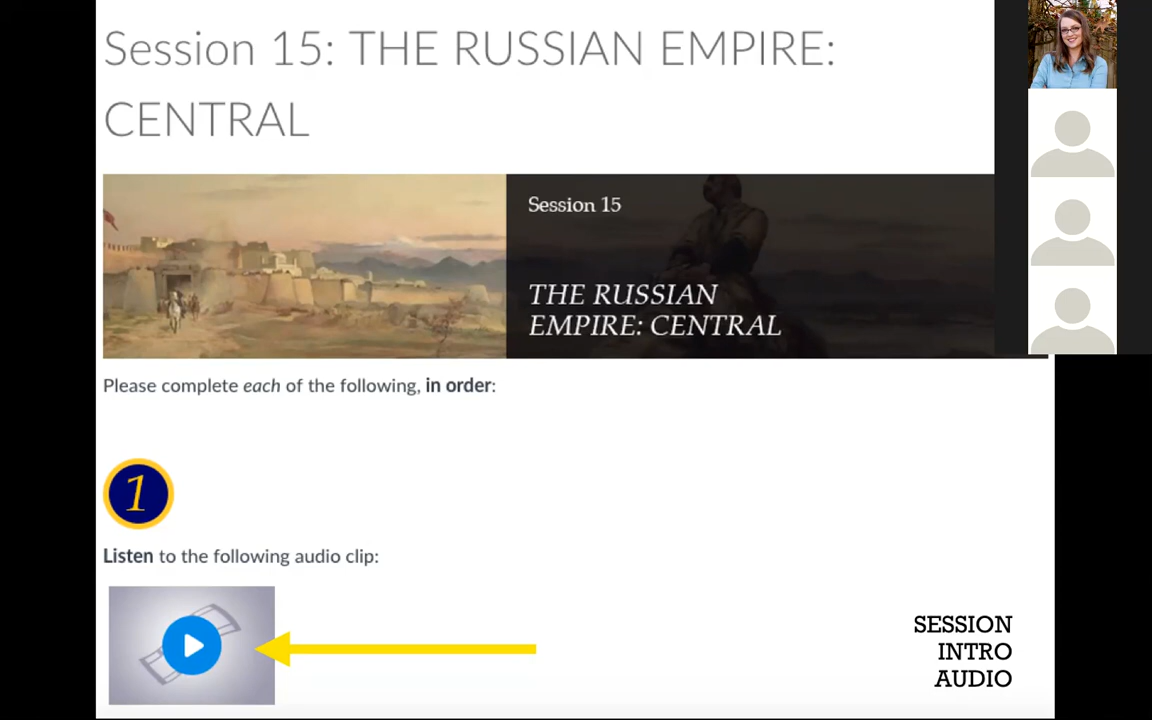 Session 15: THE RUSSIAN EMPIRE:
CENTRAL
Session 15
THE RUSSIAN
EMPIRE: CENTRAL
Please complete each of the following, in order:
1
Listen to the following audio clip:
SESSION
INTRO
AUDIO